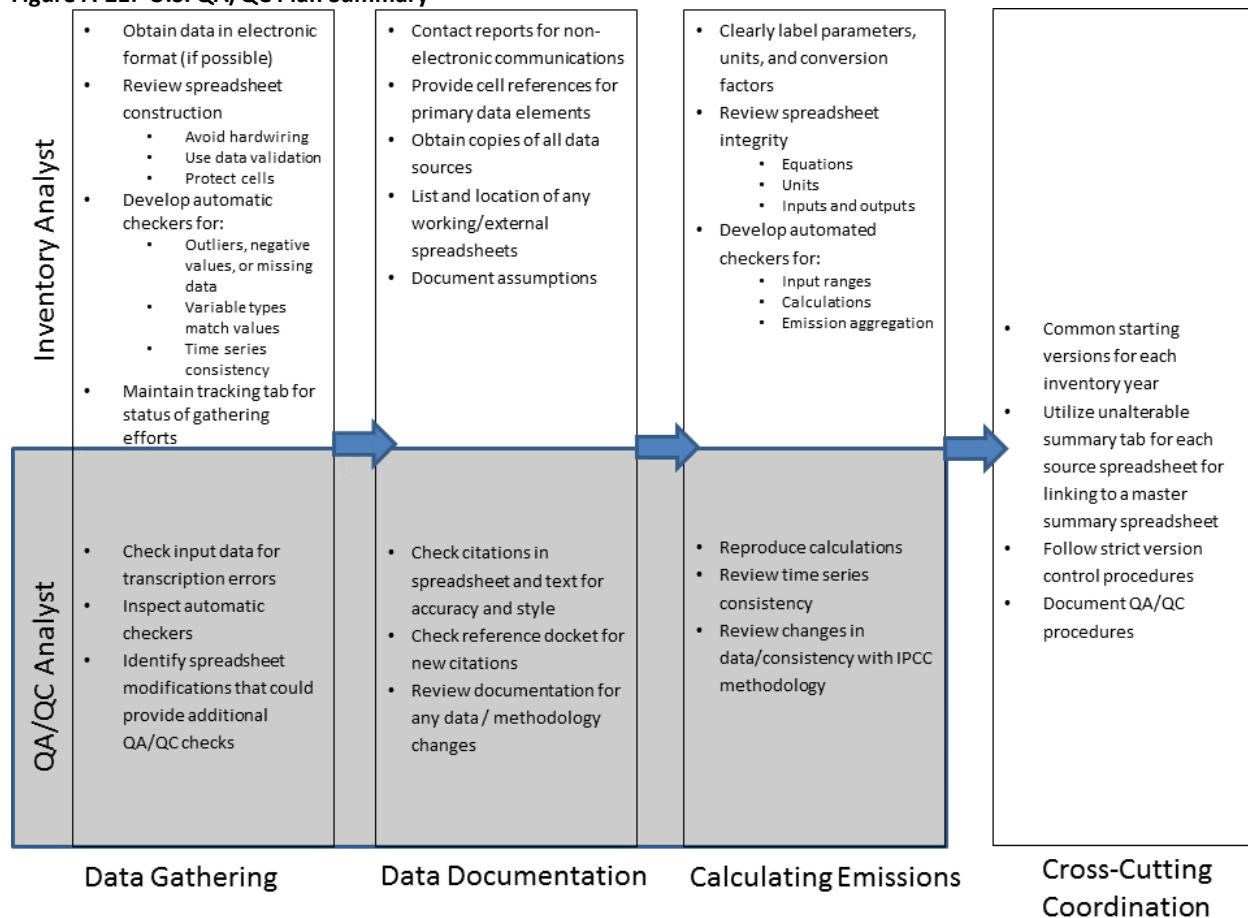 Figure A-11: U.S. QA/QC Plan Summary
Inventory Analyst
• Obtain data in electronic
format (if possible)
• Review spreadsheet
construction
• Avoid hardwiring
• Use data validation
• Protect cells
• Develop automatic
checkers for:
• Outliers, negative
values, or missing
data
• Variable types
match values
• Time series
consistency
• Maintain tracking tab for
status of gathering
efforts
• Contact reports for non-
electronic communications
• Provide cell references for
primary data elements
• Obtain copies of all data
sources
• List and location of any
working/external
spreadsheets
• Document assumptions
• Clearly label parameters,
units, and conversion
factors
• Review spreadsheet
integrity
• Equations
• Units
• Inputs and outputs
• Develop automated
checkers for:
• Input ranges
• Calculations
• Emission aggregation
QA/QC Analyst
• Check input data for
transcription errors
• Inspect automatic
checkers
• Identify spreadsheet
modifications that could
provide additional
QA/QC checks
• Check citations in
spreadsheet and text for
accuracy and style
• Check reference docket for
new citations
• Review documentation for
any data / methodology
changes
• Reproduce calculations
• Review time series
consistency
• Review changes in
data/consistency with IPCC
methodology
• Common starting
versions for each
inventory year
• Utilize unalterable
summary tab for each
source spreadsheet for
linking to a master
summary spreadsheet
• Follow strict version
control procedures
• Document QA/QC
procedures
Data Gathering
Data Documentation
Calculating Emissions
Cross-Cutting
Coordination